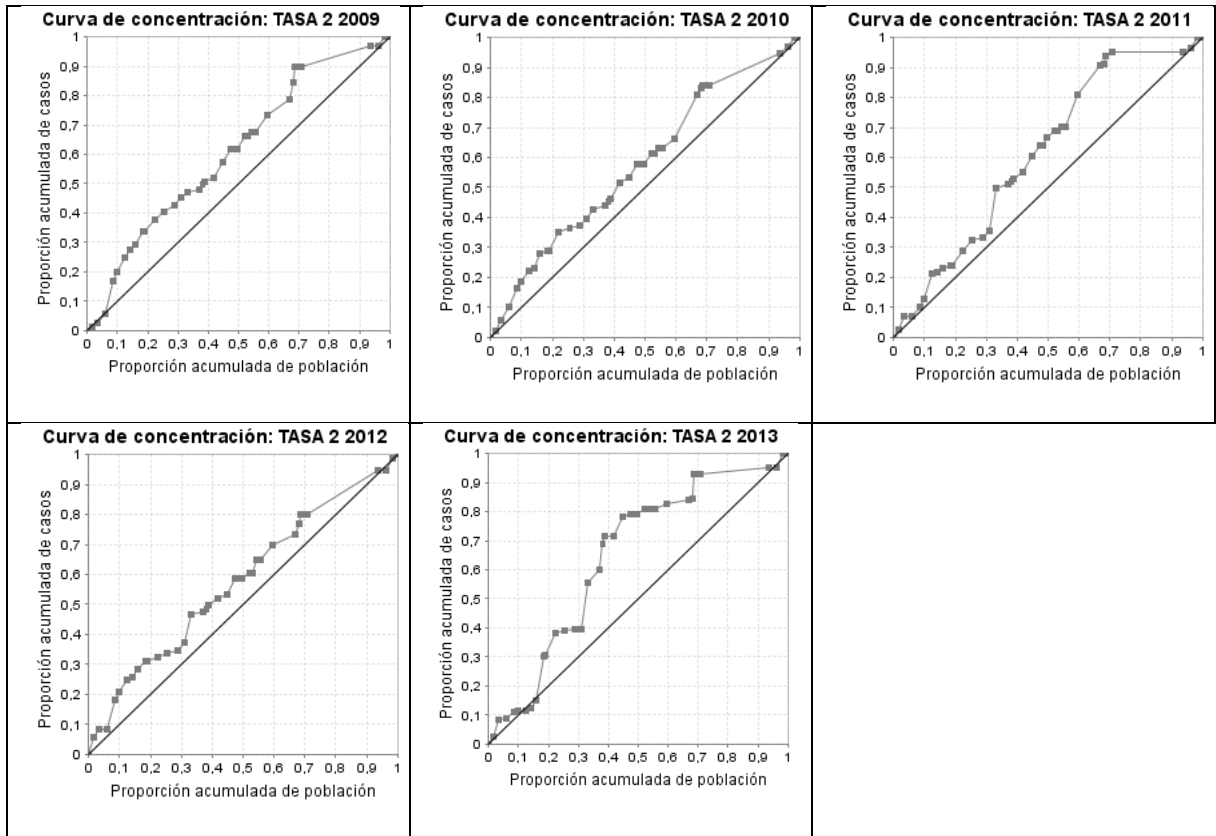 Curva de concentración: TASA 2 2009
Proporción acumulada de casos
1
0,9
0,8
0,7
0,6
0,5
0,4
0,3
0,2
0,1
0
0 0,1 0,2 0,3 0,4 0,5 0,6 0,7 0,8 0,9 1
Proporción acumulada de población
Curva de concentración: TASA 2 2010
Proporción acumulada de casos
1
0,9
0,8
0,7
0,6
0,5
0,4
0,3
0,2
0,1
0
0 0,1 0,2 0,3 0,4 0,5 0,6 0,7 0,8 0,9 1
Proporción acumulada de población
Curva de concentración: TASA 2 2011
Proporción acumulada de casos
1
0,9
0,8
0,7
0,6
0,5
0,4
0,3
0,2
0,1
0
0 0,1 0,2 0,3 0,4 0,5 0,6 0,7 0,8 0,9 1
Proporción acumulada de población
Curva de concentración: TASA 2 2012
Proporción acumulada de casos
1
0,9
0,8
0,7
0,6
0,5
0,4
0,3
0,2
0,1
0
0 0,1 0,2 0,3 0,4 0,5 0,6 0,7 0,8 0,9 1
Proporción acumulada de población
Curva de concentración: TASA 2 2013
Proporción acumulada de casos
1
0,9
0,8
0,7
0,6
0,5
0,4
0,3
0,2
0,1
0
0 0,1 0,2 0,3 0,4 0,5 0,6 0,7 0,8 0,9 1
Proporción acumulada de población